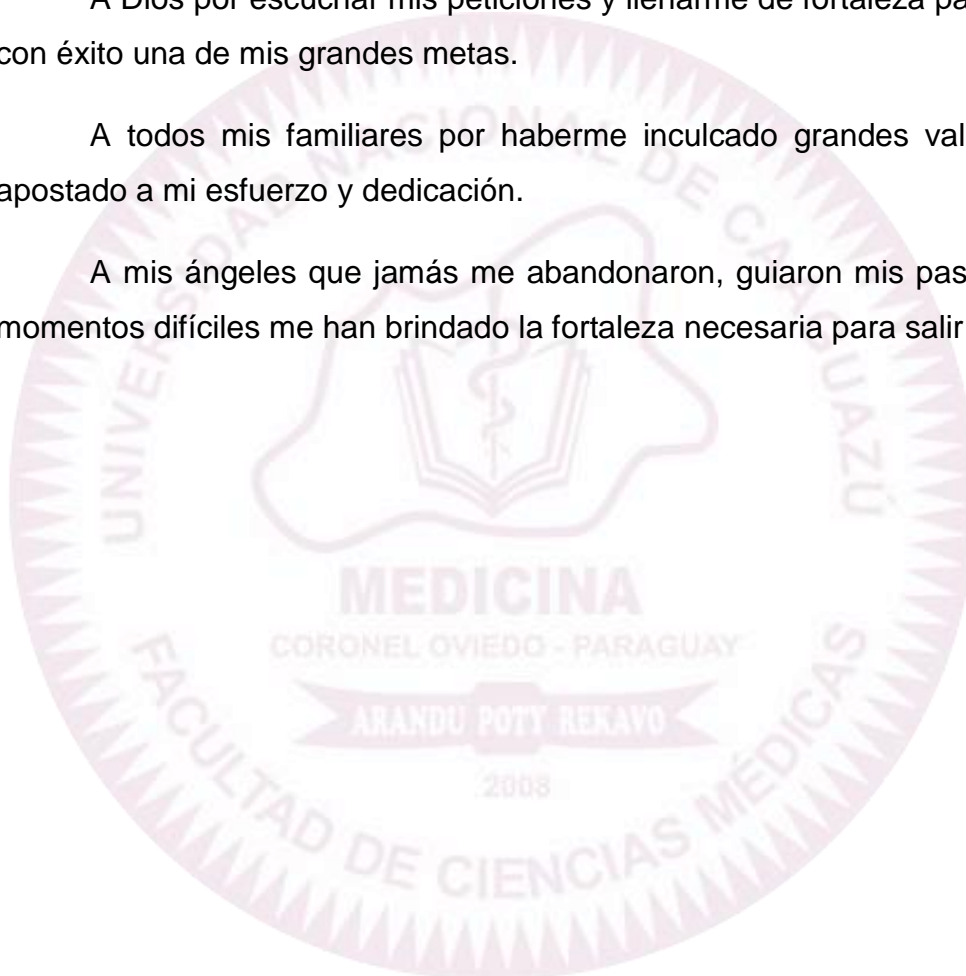 A Dios por escuchar mis peticiones y llenarme de fortaleza
con éxito una de mis grandes metas.
A todos mis familiares por haberme inculcado grandes
apostado a mi esfuerzo y dedicación.
A mis ángeles que jamás me abandonaron, guiaron mis
momentos difíciles me han brindado la fortaleza necesaria para salir
UNIVERSIDAD NACIONAL DE CAAGUAZÚ
MEDICINA
CORONEL OVIEDO - PARAGUAY
ARANDU POTY REKAVO
2008
FACULTAD DE CIENCIAS MÉDICAS